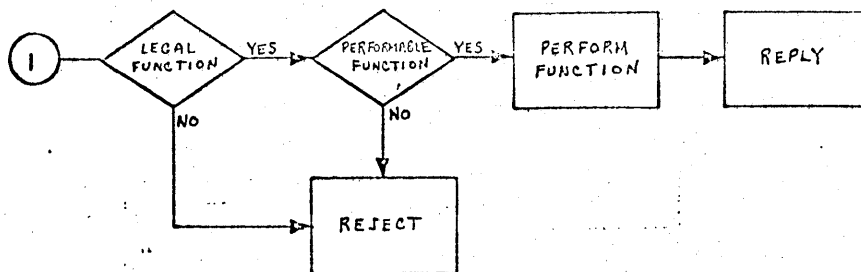 1
LEGAL
FUNCTION
YES
PERFORMABLE
FUNCTION
YES
PERFORM
FUNCTION
REPLY
NO
NO
REJECT